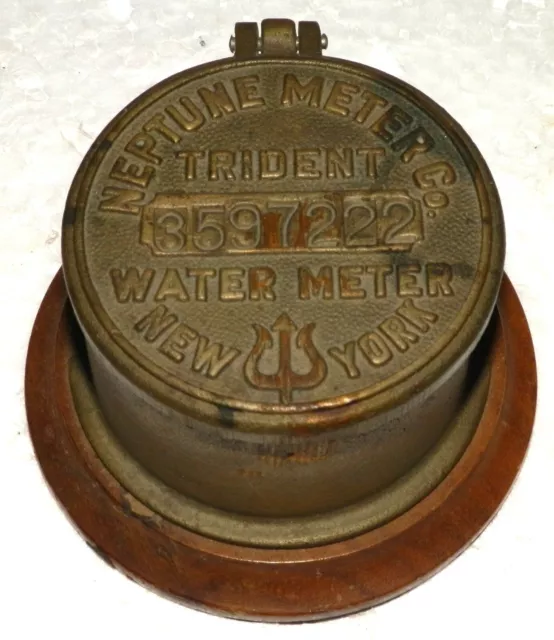 NEPTUNE METER Co.
TRIDENT
3597222
WATER METER
NEW YORK